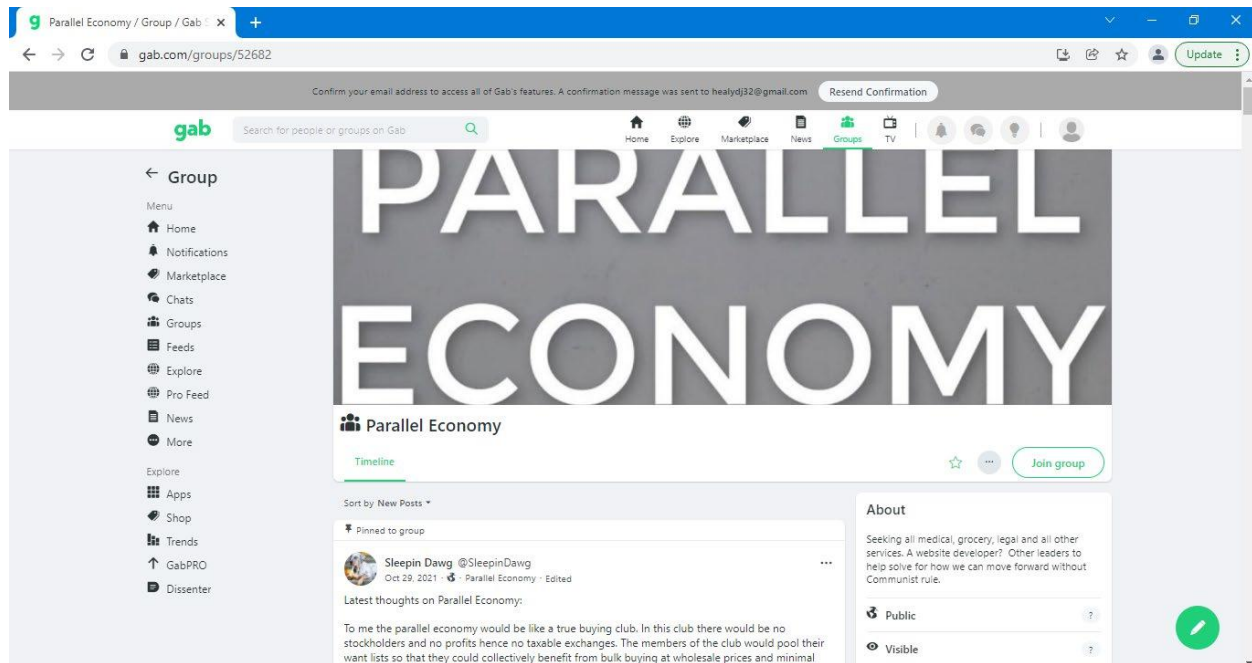 Parallel Economy / Group / Gab S
gab.com/groups/52682
Update
Confirm your email address to access all of Gab's features. A confirmation message was sent to healydj32@gmail.com
Resend Confirmation
gab
Search for people or groups on Gab
Home
Explore
Marketplace
News
Groups
TV
Group
Menu
Home
Notifications
Marketplace
Chats
Groups
Feeds
Explore
Pro Feed
News
More
Explore
Apps
Shop
Trends
GabPRO
Dissenter
PARALLEL
ECONOMY
Parallel Economy
Timeline
Join group
Sort by New Posts
Pinned to group
Sleepin Dawg @SleepinDawg
Oct 29, 2021 · Parallel Economy · Edited
Latest thoughts on Parallel Economy:
To me the parallel economy would be like a true buying club. In this club there would be no
stockholders and no profits hence no taxable exchanges. The members of the club would pool their
want lists so that they could collectively benefit from bulk buying at wholesale prices and minimal
About
Seeking all medical, grocery, legal and all other
services. A website developer? Other leaders to
help solve for how we can move forward without
Communist rule.
Public
?
Visible
?